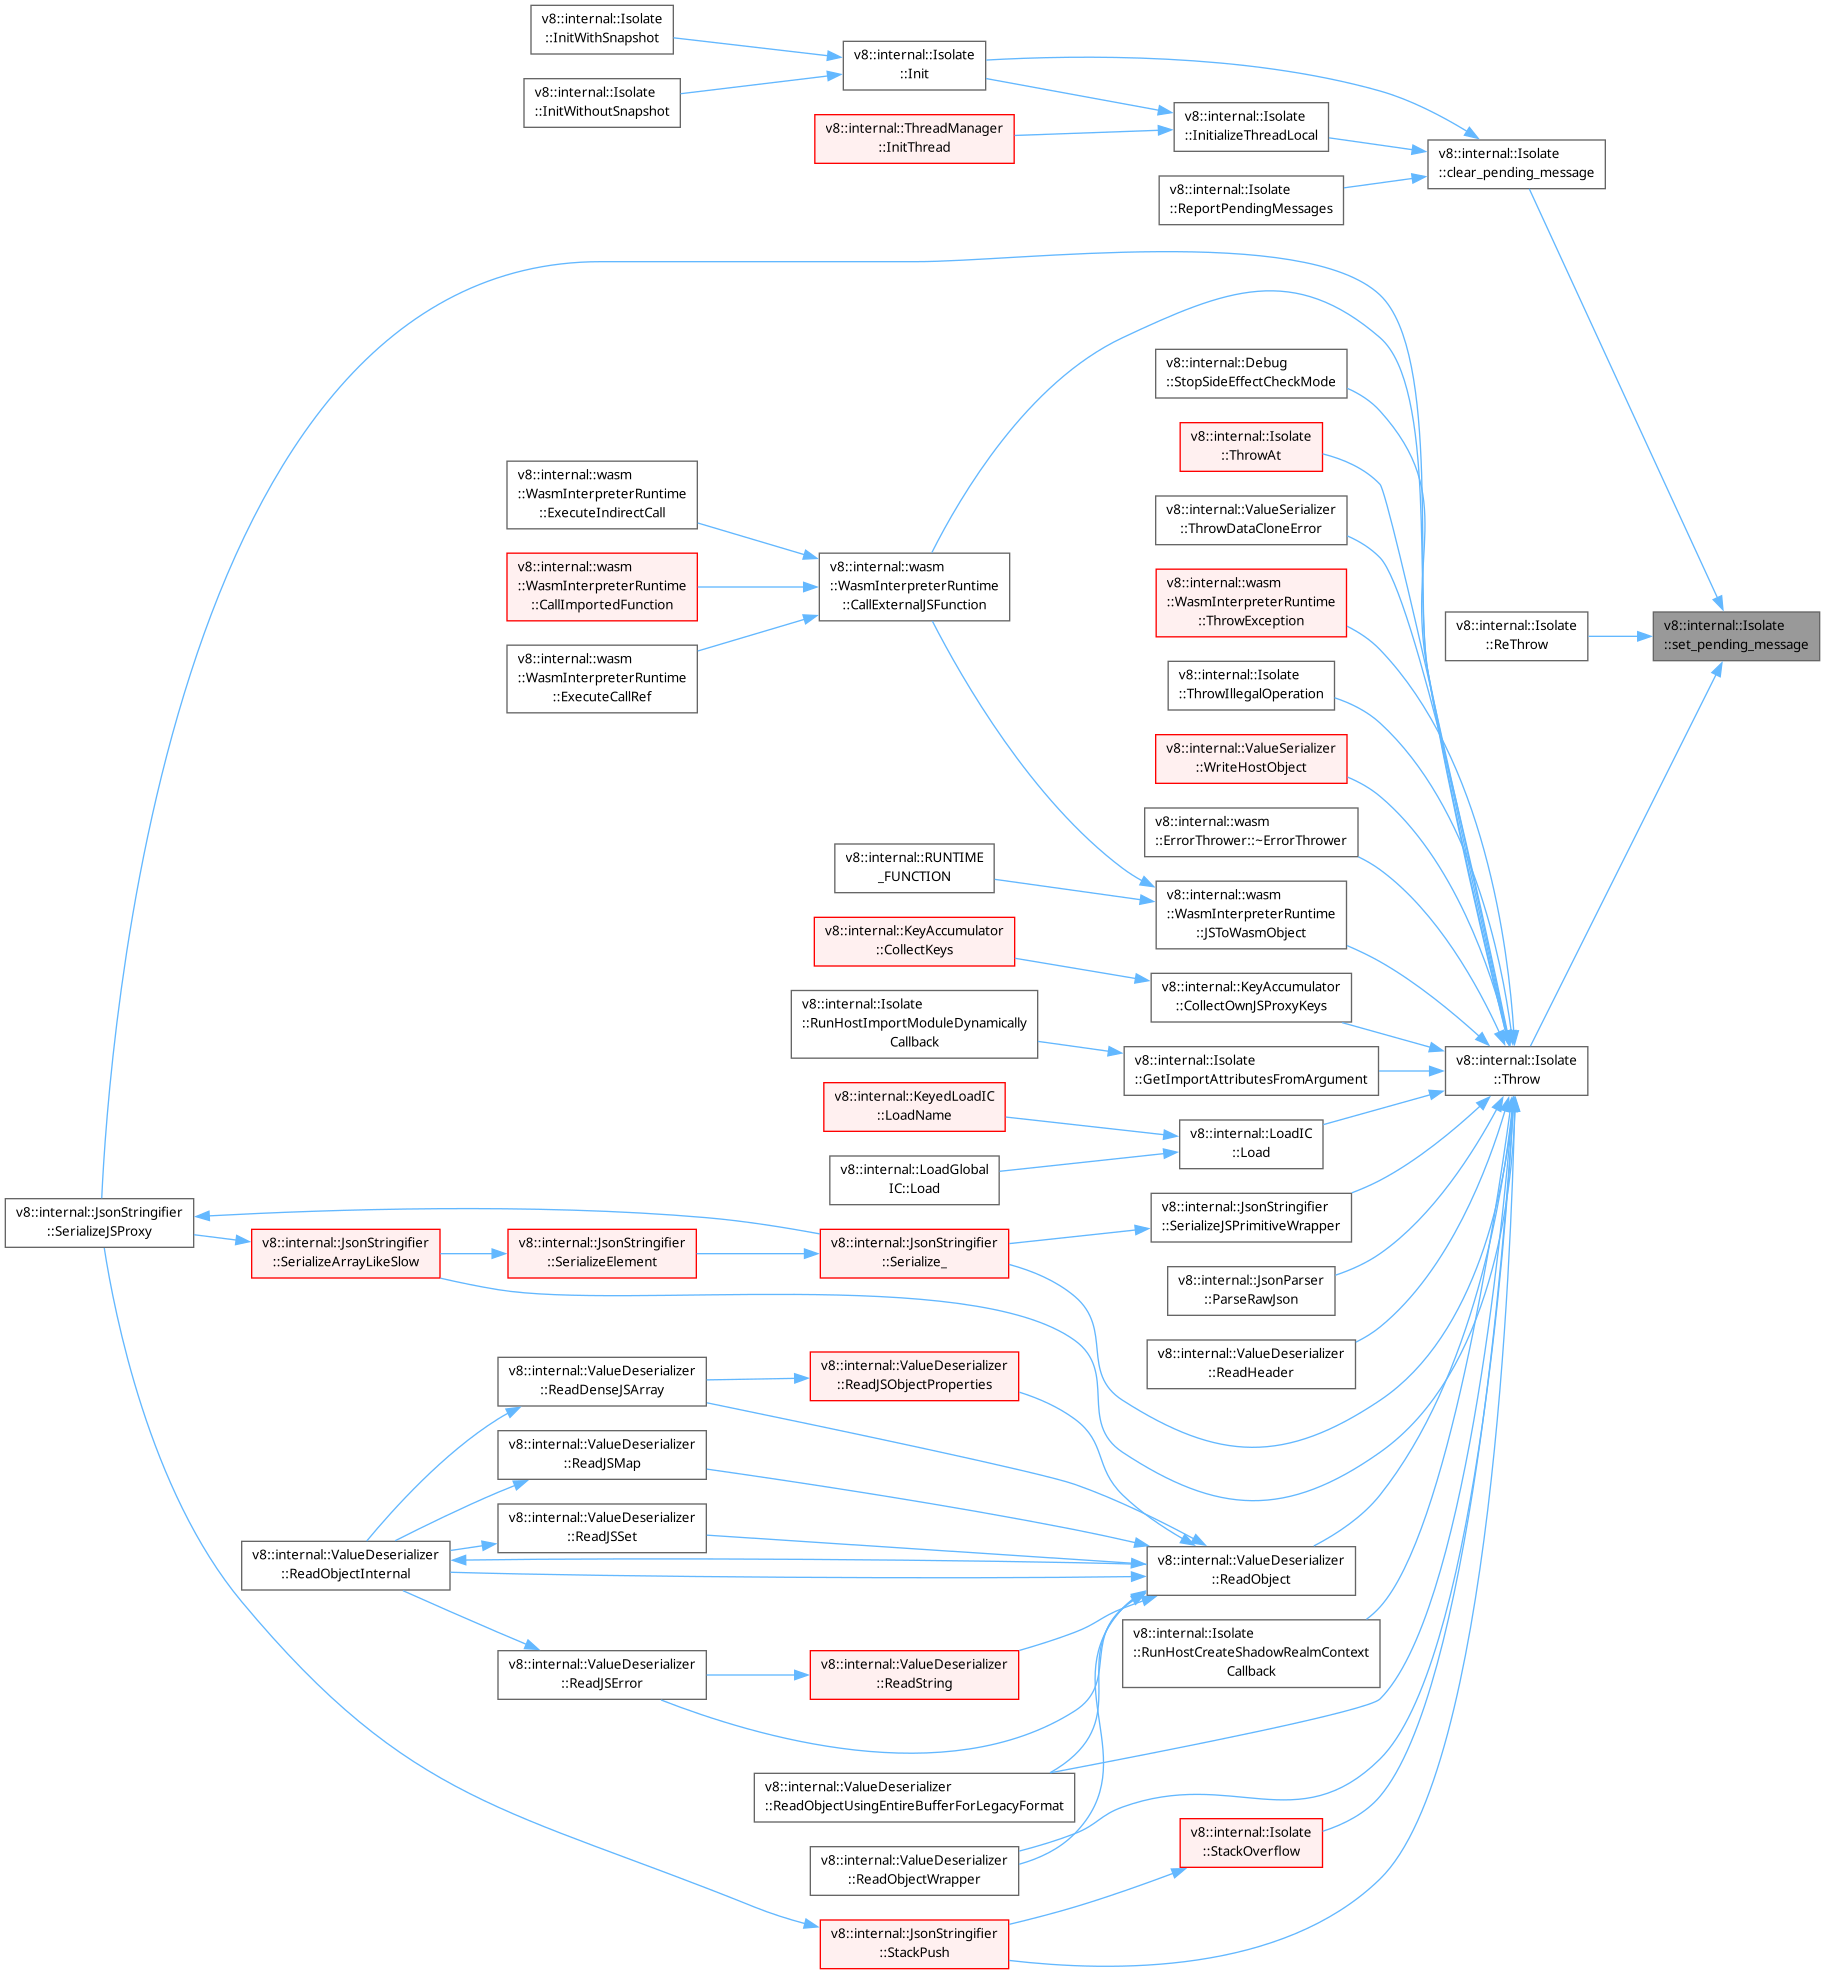 v8::internal::Isolate
::InitWithSnapshot
v8::internal::Isolate
::Init
v8::internal::Isolate
::InitWithoutSnapshot
v8::internal::ThreadManager
::InitThread
v8::internal::Isolate
::InitializeThreadLocal
v8::internal::Isolate
::clear_pending_message
v8::internal::Isolate
::ReportPendingMessages
v8::internal::Debug
::StopSideEffectCheckMode
v8::internal::Isolate
::ThrowAt
v8::internal::wasm
::WasmInterpreterRuntime
::ExecuteIndirectCall
v8::internal::ValueSerializer
::ThrowDataCloneError
v8::internal::wasm
::WasmInterpreterRuntime
::CallImportedFunction
v8::internal::wasm
::WasmInterpreterRuntime
::CallExternalJSFunction
v8::internal::wasm
::WasmInterpreterRuntime
::ThrowException
v8::internal::Isolate
::ReThrow
v8::internal::Isolate
::set_pending_message
v8::internal::wasm
::WasmInterpreterRuntime
::ExecuteCallRef
v8::internal::Isolate
::ThrowIllegalOperation
v8::internal::ValueSerializer
::WriteHostObject
v8::internal::wasm
::ErrorThrower::~ErrorThrower
v8::internal::RUNTIME
_FUNCTION
v8::internal::wasm
::WasmInterpreterRuntime
::JSToWasmObject
v8::internal::KeyAccumulator
::CollectKeys
v8::internal::KeyAccumulator
::CollectOwnJSProxyKeys
v8::internal::Isolate
::RunHostImportModuleDynamically
Callback
v8::internal::Isolate
::GetImportAttributesFromArgument
v8::internal::Isolate
::Throw
v8::internal::KeyedLoadIC
::LoadName
v8::internal::LoadIC
::Load
v8::internal::LoadGlobal
IC::Load
v8::internal::JsonStringifier
::SerializeJSProxy
v8::internal::JsonStringifier
::SerializeArrayLikeSlow
v8::internal::JsonStringifier
::SerializeElement
v8::internal::JsonStringifier
::Serialize_
v8::internal::JsonStringifier
::SerializeJSPrimitiveWrapper
v8::internal::JsonParser
::ParseRawJson
v8::internal::ValueDeserializer
::ReadHeader
v8::internal::ValueDeserializer
::ReadDenseJSArray
v8::internal::ValueDeserializer
::ReadJSObjectProperties
v8::internal::ValueDeserializer
::ReadJSMap
v8::internal::ValueDeserializer
::ReadJSSet
v8::internal::ValueDeserializer
::ReadObjectInternal
v8::internal::ValueDeserializer
::ReadObject
v8::internal::ValueDeserializer
::ReadJSError
v8::internal::ValueDeserializer
::ReadString
v8::internal::Isolate
::RunHostCreateShadowRealmContext
Callback
v8::internal::ValueDeserializer
::ReadObjectUsingEntireBufferForLegacyFormat
v8::internal::ValueDeserializer
::ReadObjectWrapper
v8::internal::Isolate
::StackOverflow
v8::internal::JsonStringifier
::StackPush